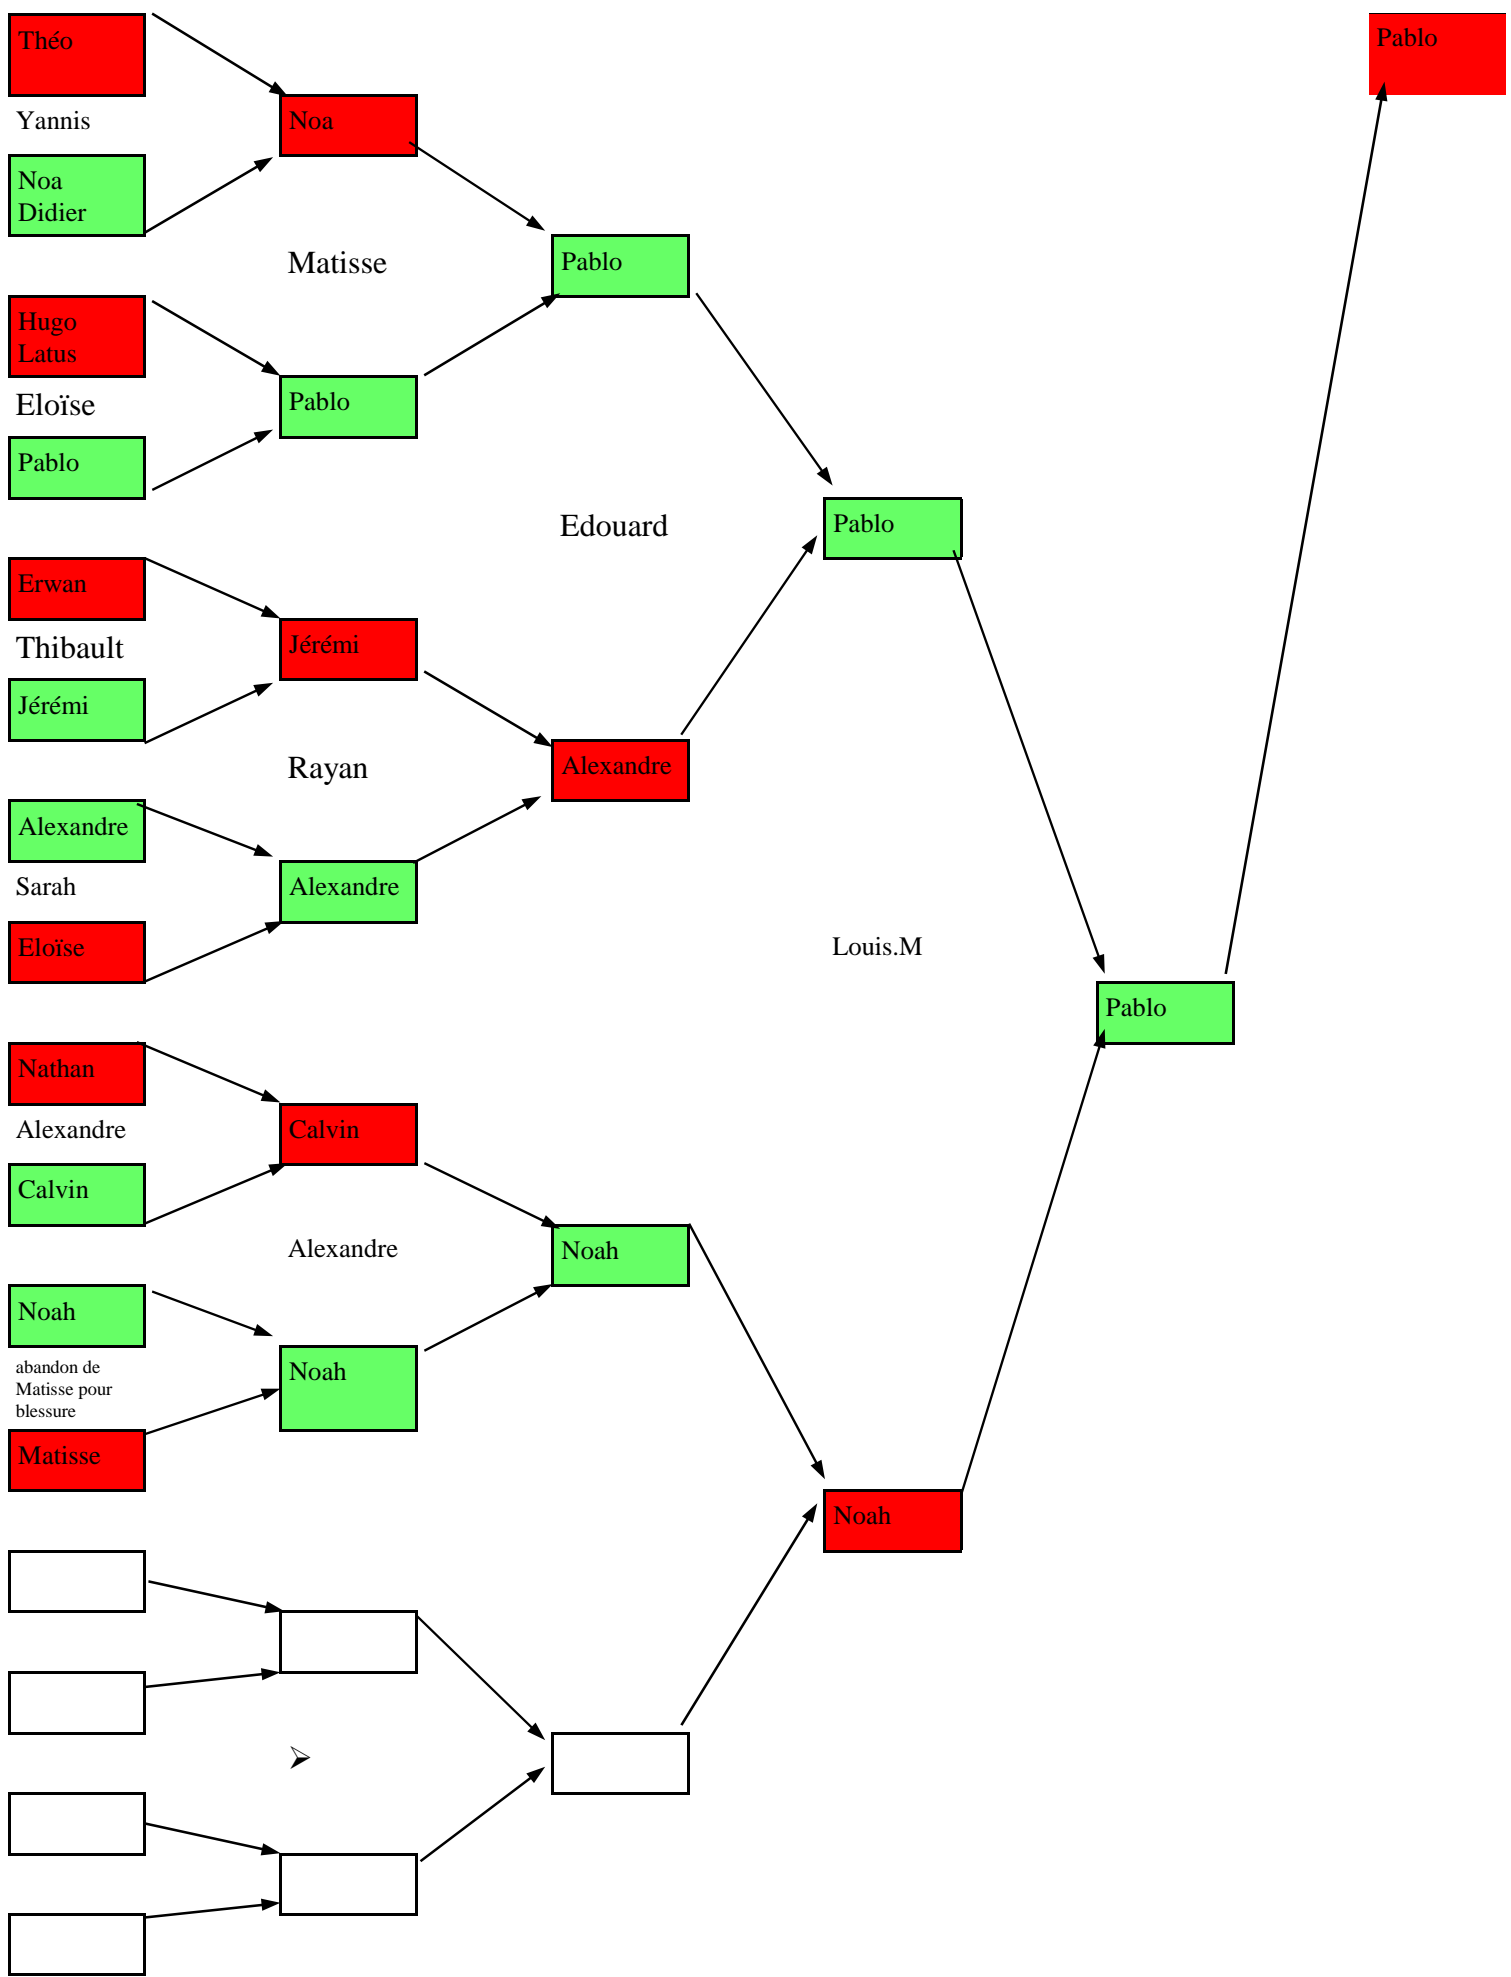 Théo
Yannis
Noa
Didier
Hugo
Latus
Eloïse
Pablo
Erwan
Thibault
Jérémi
Alexandre
Sarah
Eloïse
Nathan
Alexandre
Calvin
Noah
abandon de
Matisse pour
blessure
Matisse
Noa
Matisse
Pablo
Jérémi
Rayan
Alexandre
Calvin
Alexandre
Noah
Pablo
Edouard
Alexandre
Noah
Pablo
Louis.M
Noah
Pablo
Pablo